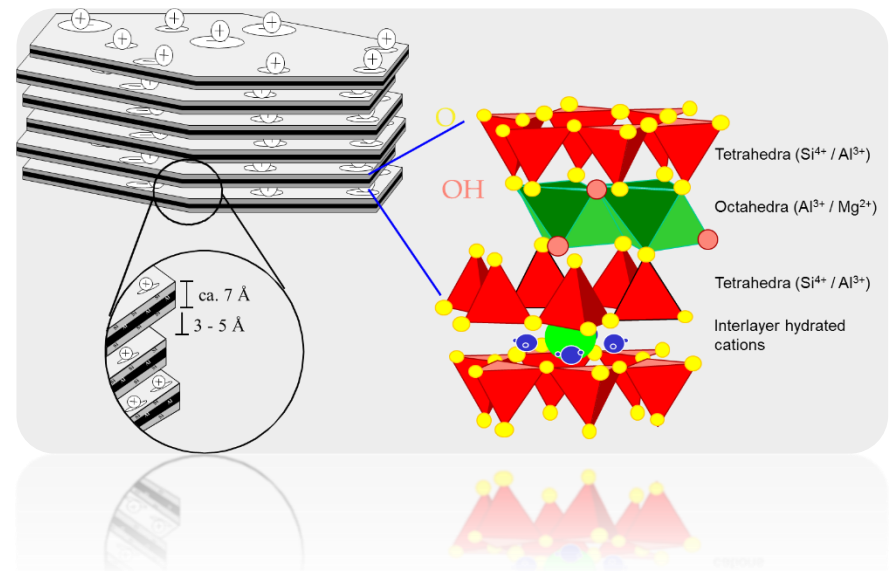 O
Tetrahedra (Si⁴⁺ / Al³⁺)
OH
Octahedra (Al³⁺ / Mg²⁺)
Tetrahedra (Si⁴⁺ / Al³⁺)
ca. 7 Å
3 - 5 Å
Interlayer hydrated
cations